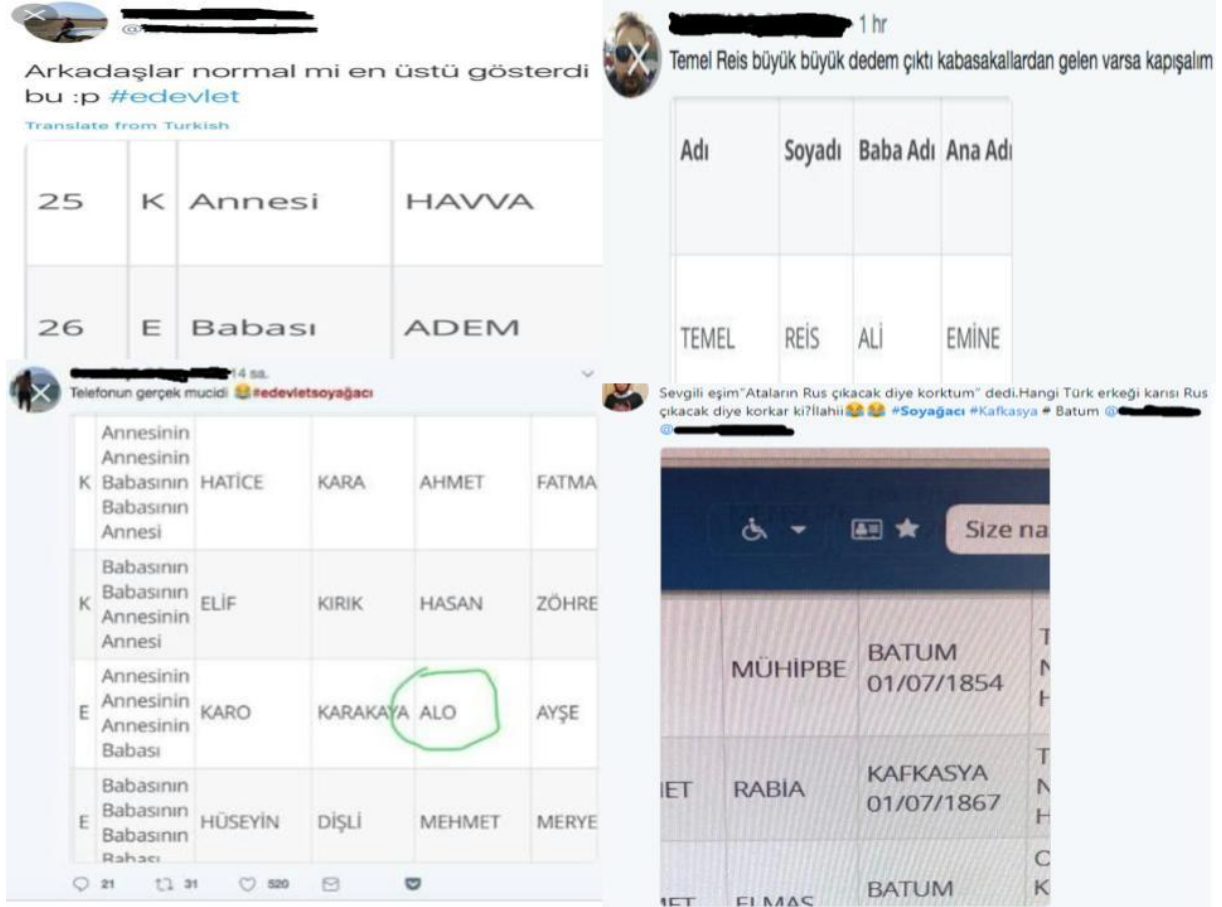 Arkadaşlar normal mi en üstü gösterdi
bu :p #edevlet
Translate from Turkish
25 K Annesi HAVVA
26 E Babası ADEM
1 hr
Temel Reis büyük büyük dedem çıktı kabasakallardan gelen varsa kapışalım
Adı Soyadı Baba Adı Ana Adı
TEMEL REİS ALİ EMİNE
14 sa.
Telefonun gerçek mucidi 😂 #edevletsoyağacı
Annesinin
Annesinin
K Babasının HATİCE KARA AHMET FATMA
Babasının
Annesi
Babasının
Babasının
K Annesinin ELİF KIRIK HASAN ZÖHRE
Annesi
Annesinin
Annesinin
E Annesinin KARO KARAKAYA ALO AYŞE
Babası
Babasının
Babasının
E Babasının HÜSEYİN DİŞLİ MEHMET MERYE
Babası
21 31 520
Sevgili eşim"Ataların Rus çıkacak diye korktum" dedi.Hangi Türk erkeği karısı Rus
çıkacak diye korkar ki?İlahii😂😂 #Soyağacı #Kafkasya # Batum @
@
Size na
MÜHİPBE BATUM
01/07/1854
RABİA KAFKASYA
01/07/1867
ELMAS BATUM